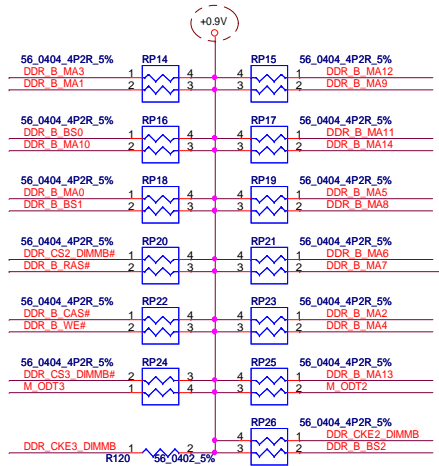 +0.9V
56_0404_4P2R_5% RP14 RP15 56_0404_4P2R_5%
DDR_B_MA3 1 4 4 1 DDR_B_MA12
DDR_B_MA1 2 3 3 2 DDR_B_MA9
56_0404_4P2R_5% RP16 RP17 56_0404_4P2R_5%
DDR_B_BS0 1 4 4 1 DDR_B_MA11
DDR_B_MA10 2 3 3 2 DDR_B_MA14
56_0404_4P2R_5% RP18 RP19 56_0404_4P2R_5%
DDR_B_MA0 1 4 4 1 DDR_B_MA5
DDR_B_BS1 2 3 3 2 DDR_B_MA8
56_0404_4P2R_5% RP20 RP21 56_0404_4P2R_5%
DDR_CS2_DIMMB# 1 4 4 1 DDR_B_MA6
DDR_B_RAS# 2 3 3 2 DDR_B_MA7
56_0404_4P2R_5% RP22 RP23 56_0404_4P2R_5%
DDR_B_CAS# 1 4 4 1 DDR_B_MA2
DDR_B_WE# 2 3 3 2 DDR_B_MA4
56_0404_4P2R_5% RP24 RP25 56_0404_4P2R_5%
DDR_CS3_DIMMB# 2 3 4 1 DDR_B_MA13
M_ODT3 1 4 3 2 M_ODT2
RP26 56_0404_4P2R_5%
4 1 DDR_CKE2_DIMMB
DDR_CKE3_DIMMB 1 2 3 2 DDR_B_BS2
R120 56_0402_5%